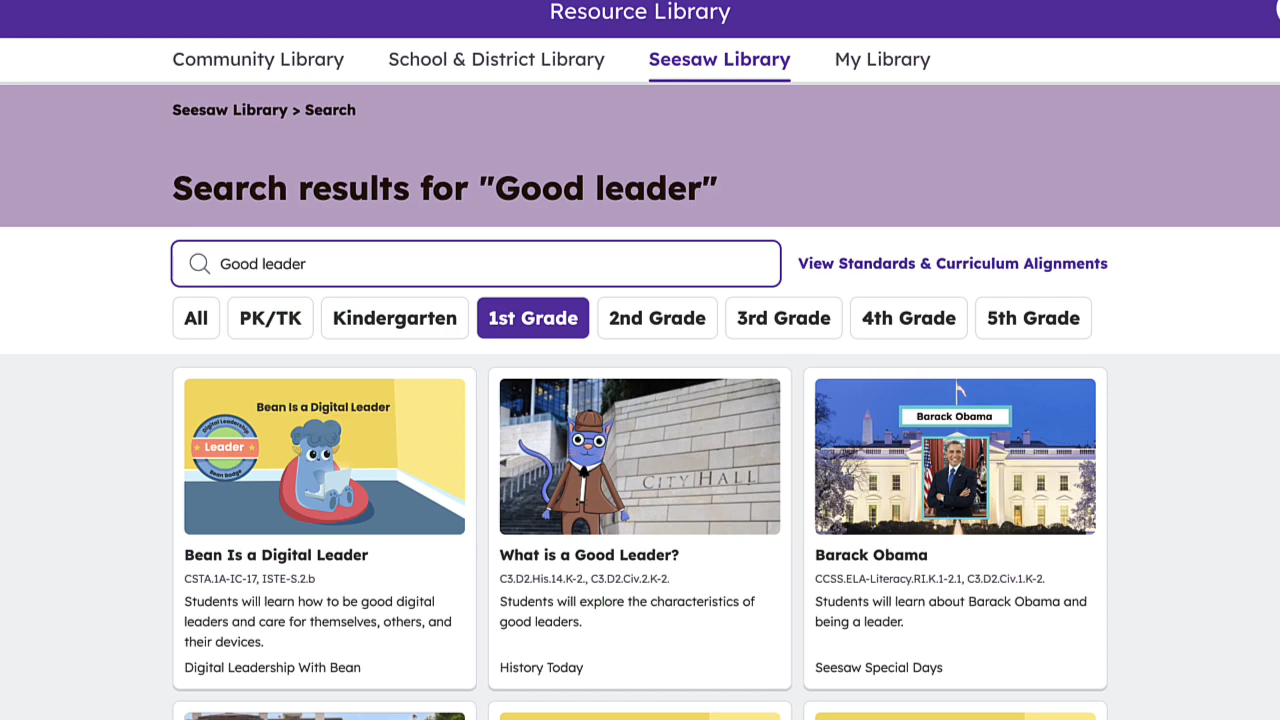 Resource Library
Community Library
School & District Library
Seesaw Library
My Library
Seesaw Library > Search
Search results for "Good leader"
Good leader
View Standards & Curriculum Alignments
All
PK/TK
Kindergarten
1st Grade
2nd Grade
3rd Grade
4th Grade
5th Grade
Bean Is a Digital Leader
Digital Leadership
Leader
Bean Badge
Bean Is a Digital Leader
CSTA.1A-IC-17, ISTE-S.2.b
Students will learn how to be good digital
leaders and care for themselves, others, and
their devices.
Digital Leadership With Bean
CITY HALL
What is a Good Leader?
C3.D2.His.14.K-2., C3.D2.Civ.2.K-2.
Students will explore the characteristics of
good leaders.
History Today
Barack Obama
Barack Obama
CCSS.ELA-Literacy.RI.K.1-2.1, C3.D2.Civ.1.K-2.
Students will learn about Barack Obama and
being a leader.
Seesaw Special Days